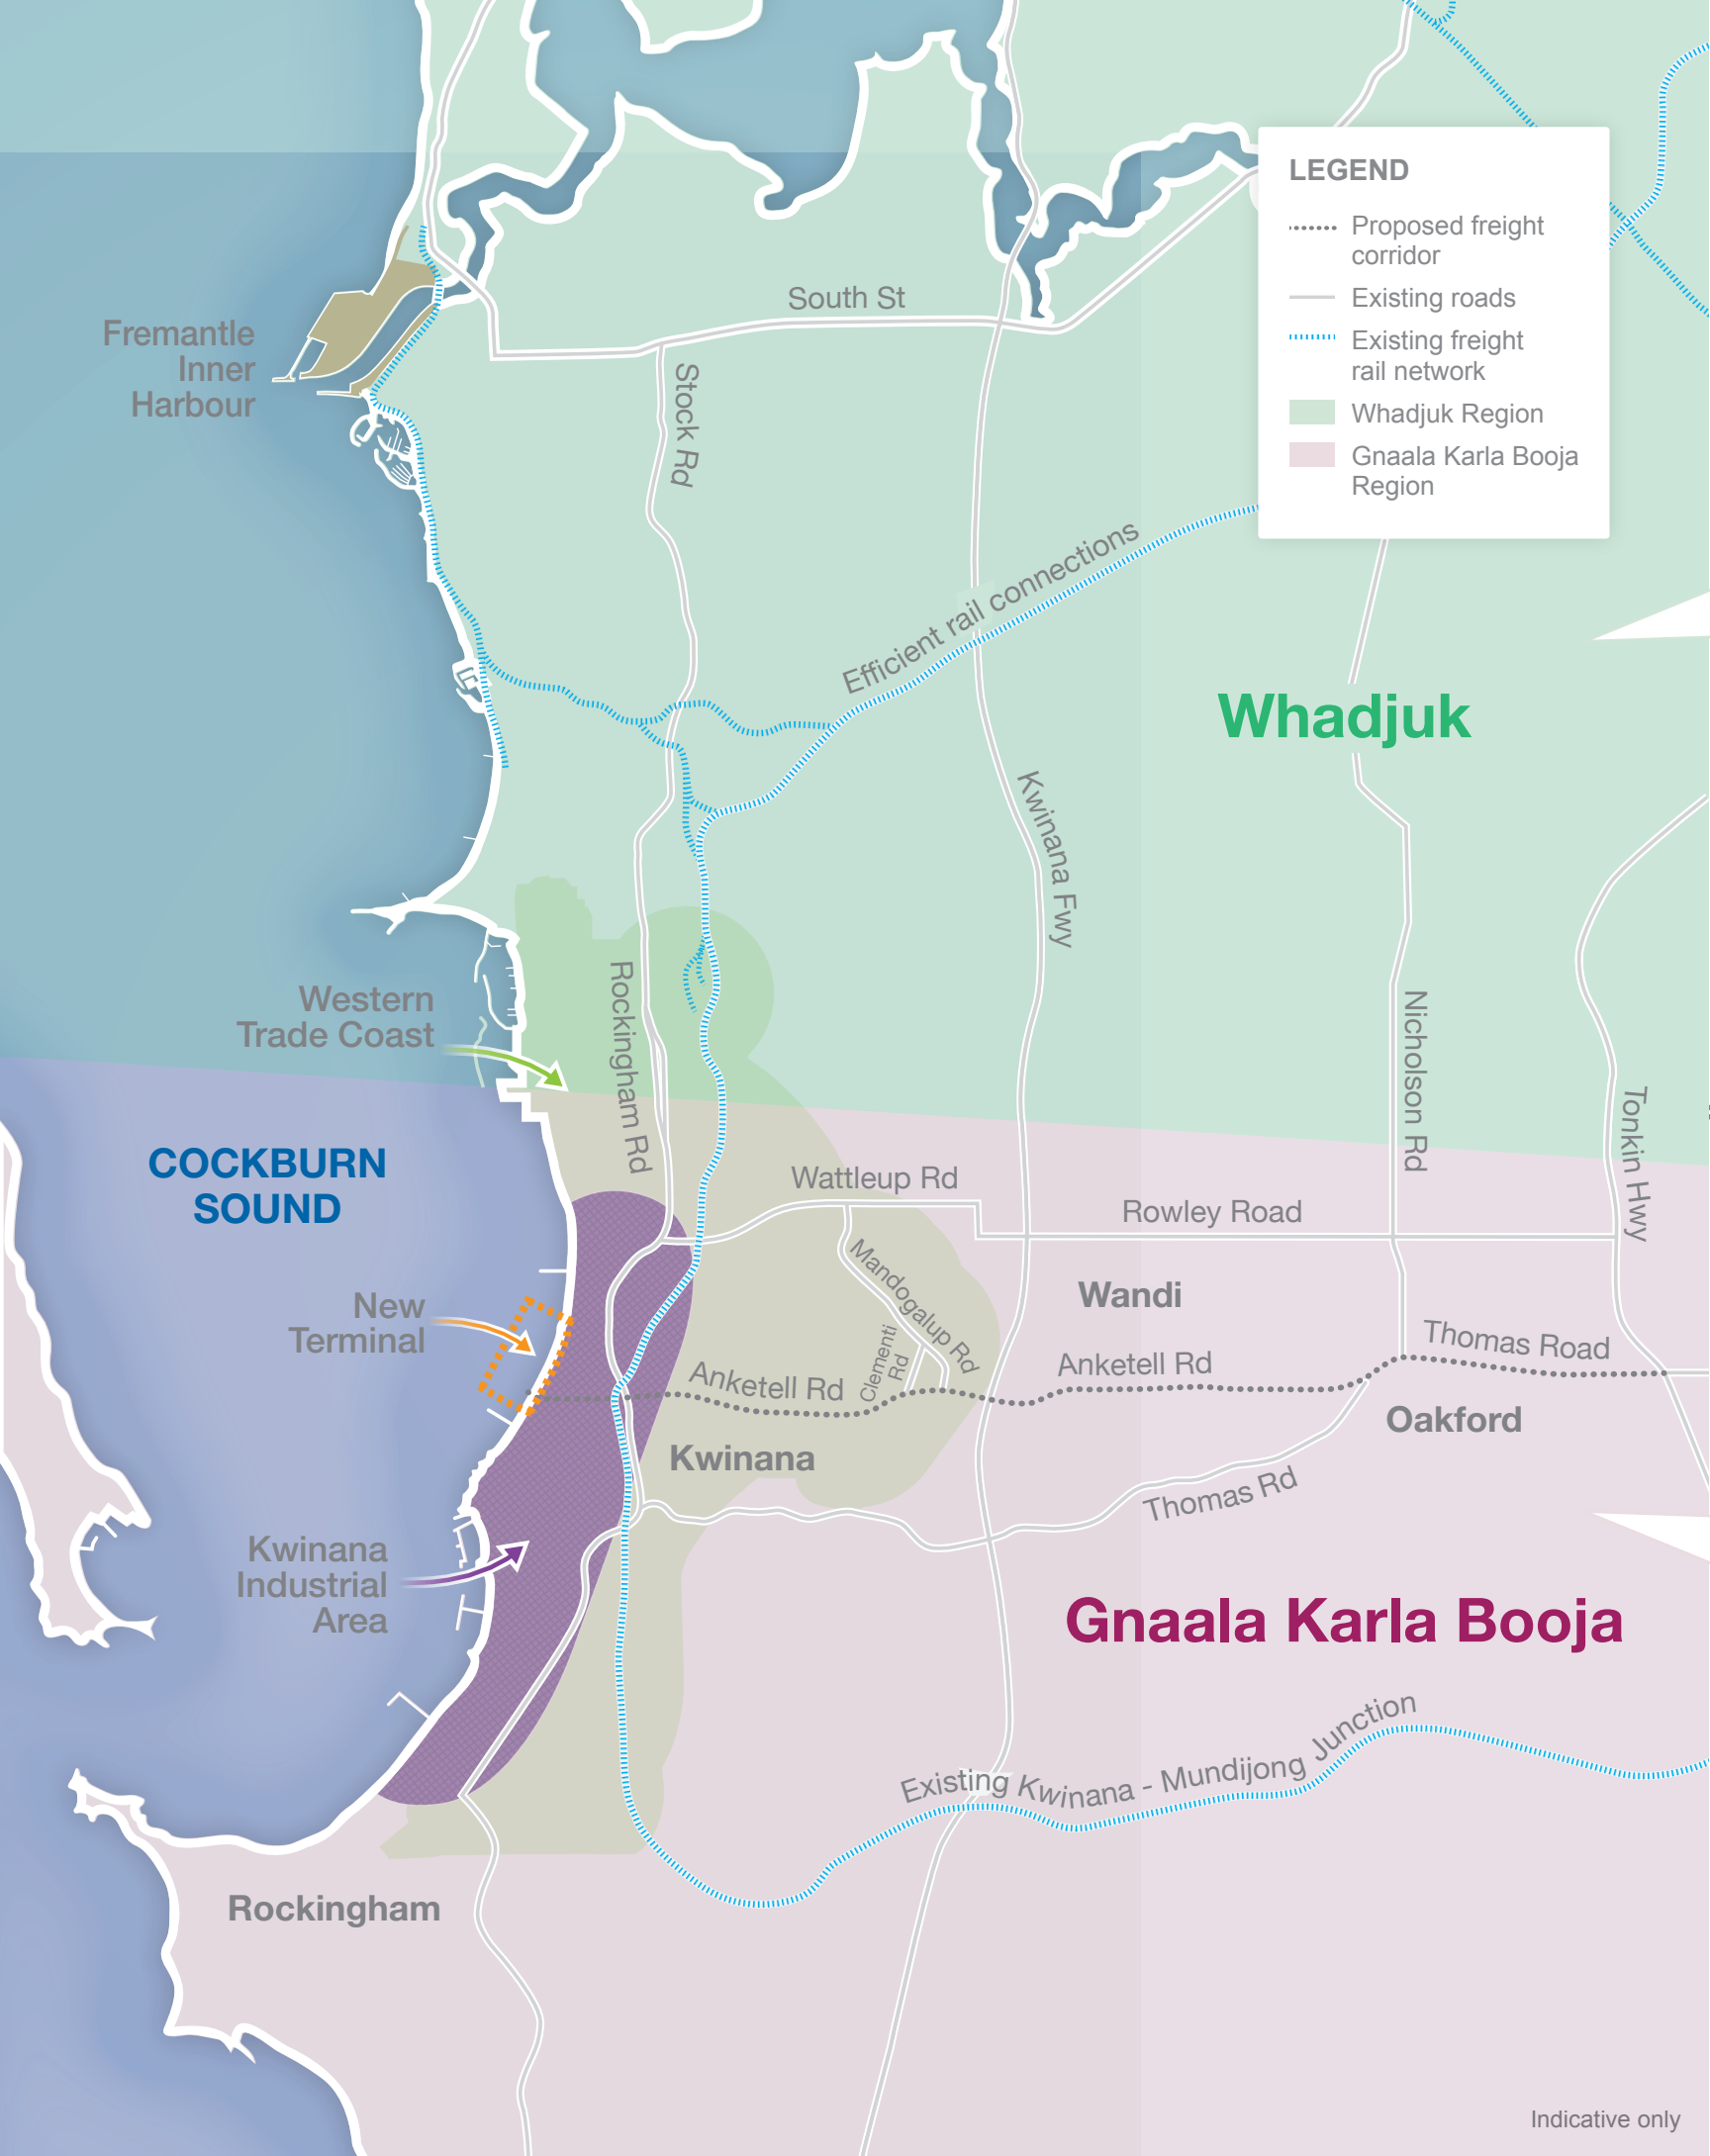 LEGEND
Proposed freight
corridor
Existing roads
Existing freight
rail network
Whadjuk Region
Gnaala Karla Booja
Region
South St
Fremantle
Inner
Harbour
Stock Rd
Efficient rail connections
Whadjuk
Kwinana Fwy
Western
Trade Coast
Rockingham Rd
Nicholson Rd
Tonkin Hwy
COCKBURN
SOUND
Wattleup Rd
Rowley Road
New
Terminal
Mandogalup Rd
Wandi
Clementi
Rd
Anketell Rd
Anketell Rd
Thomas Road
Oakford
Kwinana
Thomas Rd
Kwinana
Industrial
Area
Gnaala Karla Booja
Existing Kwinana - Mundijong Junction
Rockingham
Indicative only